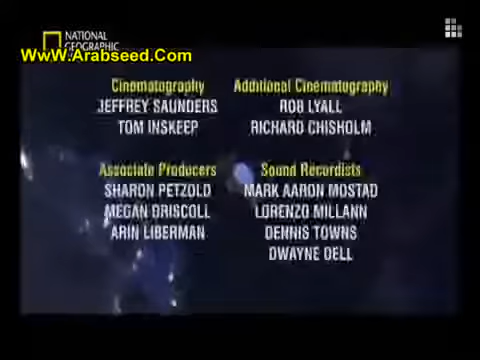 NATIONAL
GEOGRAPHIC
WwW.Arabseed.Com
Cinematography
JEFFREY SAUNDERS
TOM INSKEEP
Additional Cinematography
ROB LYALL
RICHARD CHISHOLM
Associate Producers
SHARON PETZOLD
MEGAN DRISCOLL
ARIN LIBERMAN
Sound Recordists
MARK AARON MOSTAD
LORENZO MILLANN
DENNIS TOWNS
DWAYNE DELL